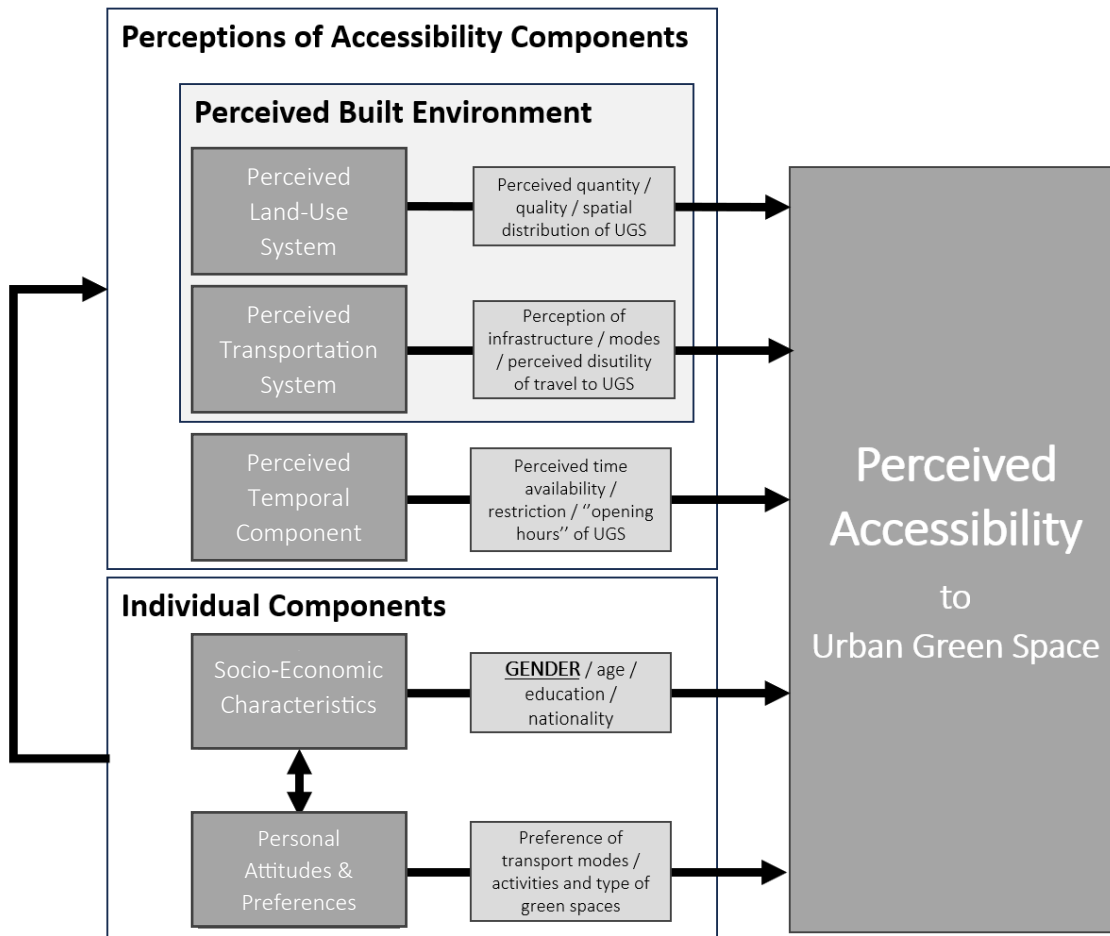 Perceptions of Accessibility Components
Perceived Built Environment
Perceived
Land-Use
System
Perceived quantity /
quality / spatial
distribution of UGS
Perceived
Transportation
System
Perception of
infrastructure / modes
/ perceived disutility
of travel to UGS
Perceived
Temporal
Component
Perceived time
availability /
restriction / ‘’opening
hours’’ of UGS
Individual Components
Socio-Economic
Characteristics
GENDER / age /
education /
nationality
Personal
Attitudes &
Preferences
Preference of
transport modes /
activities and type of
green spaces
Perceived
Accessibility
to
Urban Green Space